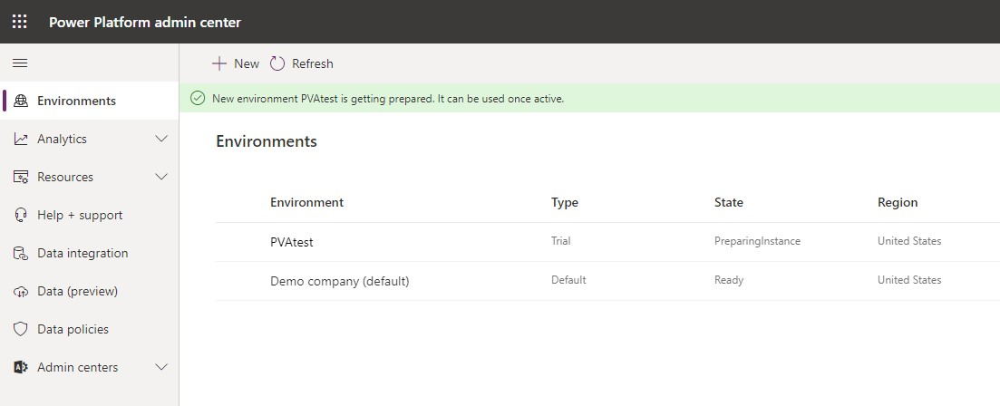 Power Platform admin center
New Refresh
New environment PVAtest is getting prepared. It can be used once active.
Environments
Analytics
Resources
Help + support
Data integration
Data (preview)
Data policies
Admin centers
Environments
Environment Type State Region
PVAtest Trial PreparingInstance United States
Demo company (default) Default Ready United States